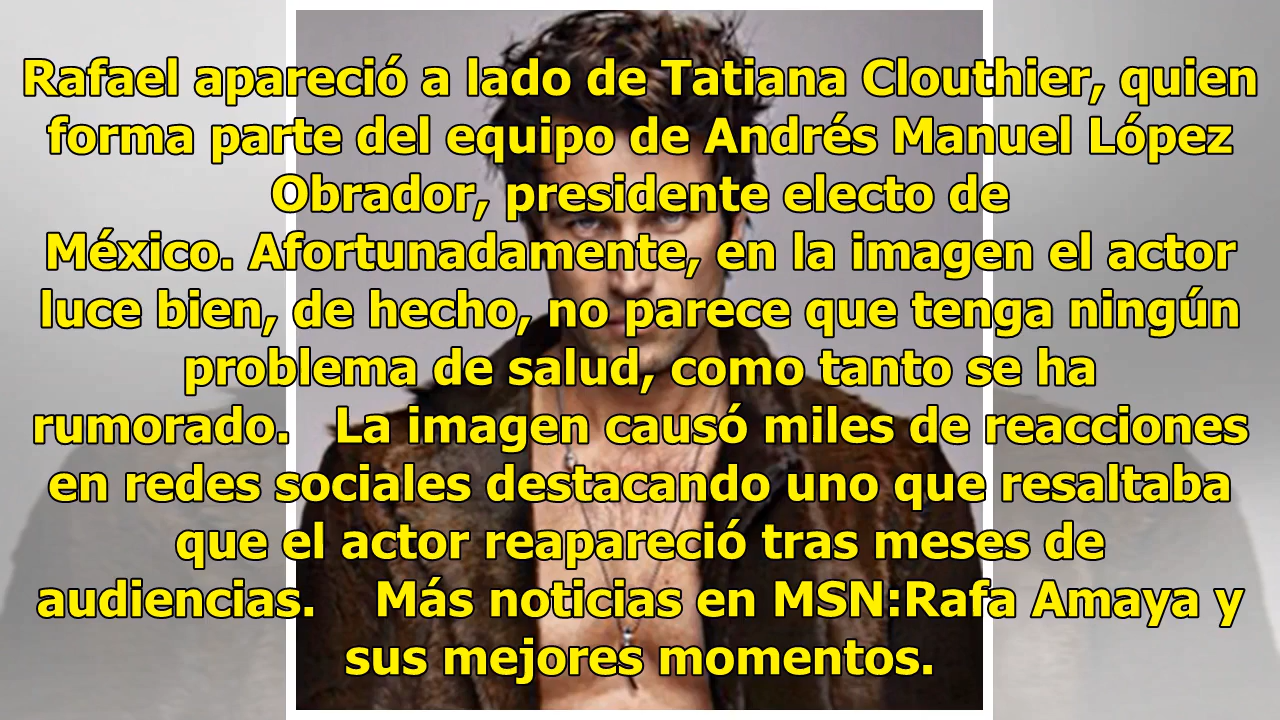 Rafael apareció a lado de Tatiana Clouthier, quien
forma parte del equipo de Andrés Manuel López
Obrador, presidente electo de
México. Afortunadamente, en la imagen el actor
luce bien, de hecho, no parece que tenga ningún
problema de salud, como tanto se ha
rumorado.   La imagen causó miles de reacciones
en redes sociales destacando uno que resaltaba
que el actor reapareció tras meses de
audiencias.    Más noticias en MSN:Rafa Amaya y
sus mejores momentos.